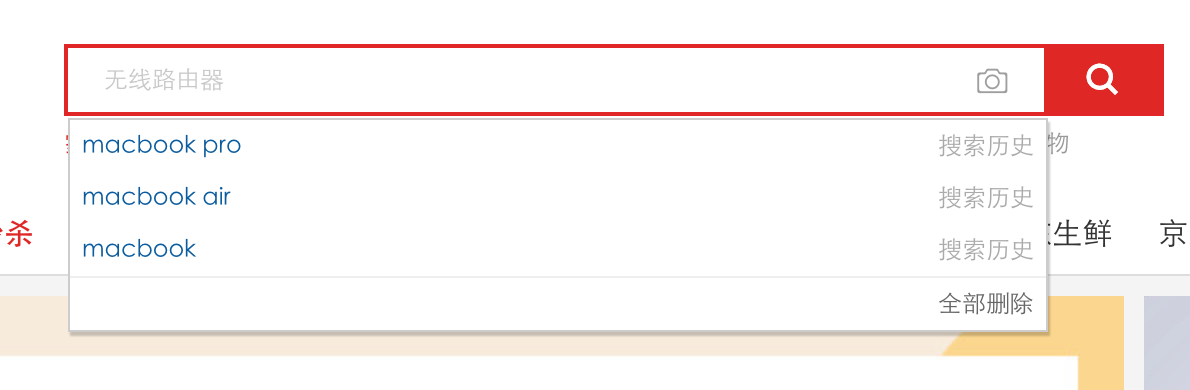 无线路由器
macbook pro 搜索历史
物
macbook air 搜索历史
杀
生鲜 京
macbook 搜索历史
全部删除